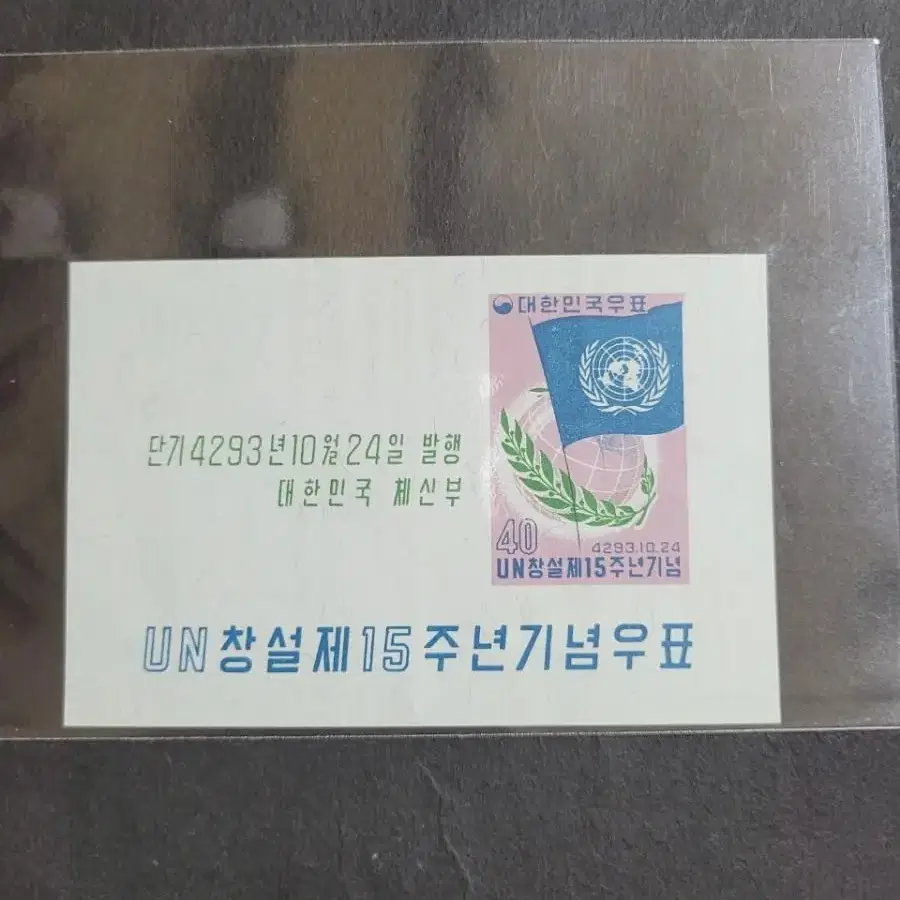 대한민국우표
단기4293년10월24일 발행
대한민국 체신부
40
4293.10.24
UN창설제15주년기념
UN창설제15주년기념우표